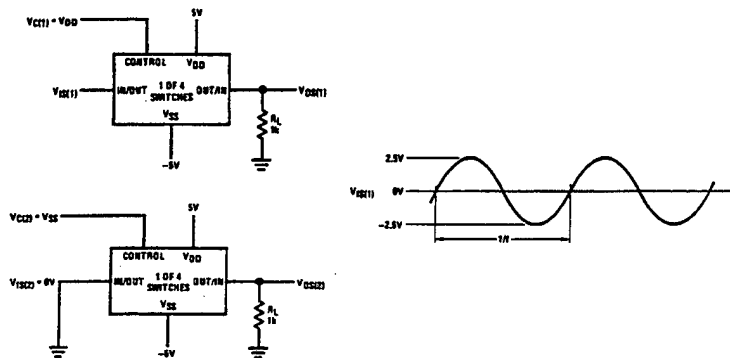 VC(1) = VDD
5V
CONTROL VDD
VIS(1)
IN/OUT 1 OF 4 SWITCHES OUT/IN
VOS(1)
VSS
RL
1k
-5V
VC(2) = VSS
5V
CONTROL VDD
VIS(2) = 0V
IN/OUT 1 OF 4 SWITCHES OUT/IN
VOS(2)
VSS
RL
1k
-5V
2.5V
VIS(1) 0V
-2.5V
1/f